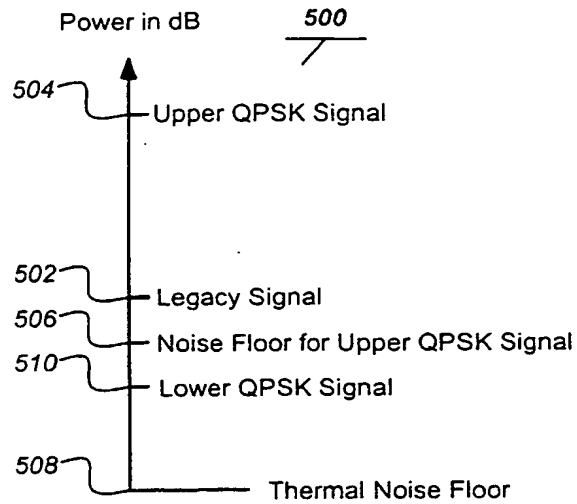 Power in dB
500
504
Upper QPSK Signal
502
Legacy Signal
506
Noise Floor for Upper QPSK Signal
510
Lower QPSK Signal
508
Thermal Noise Floor